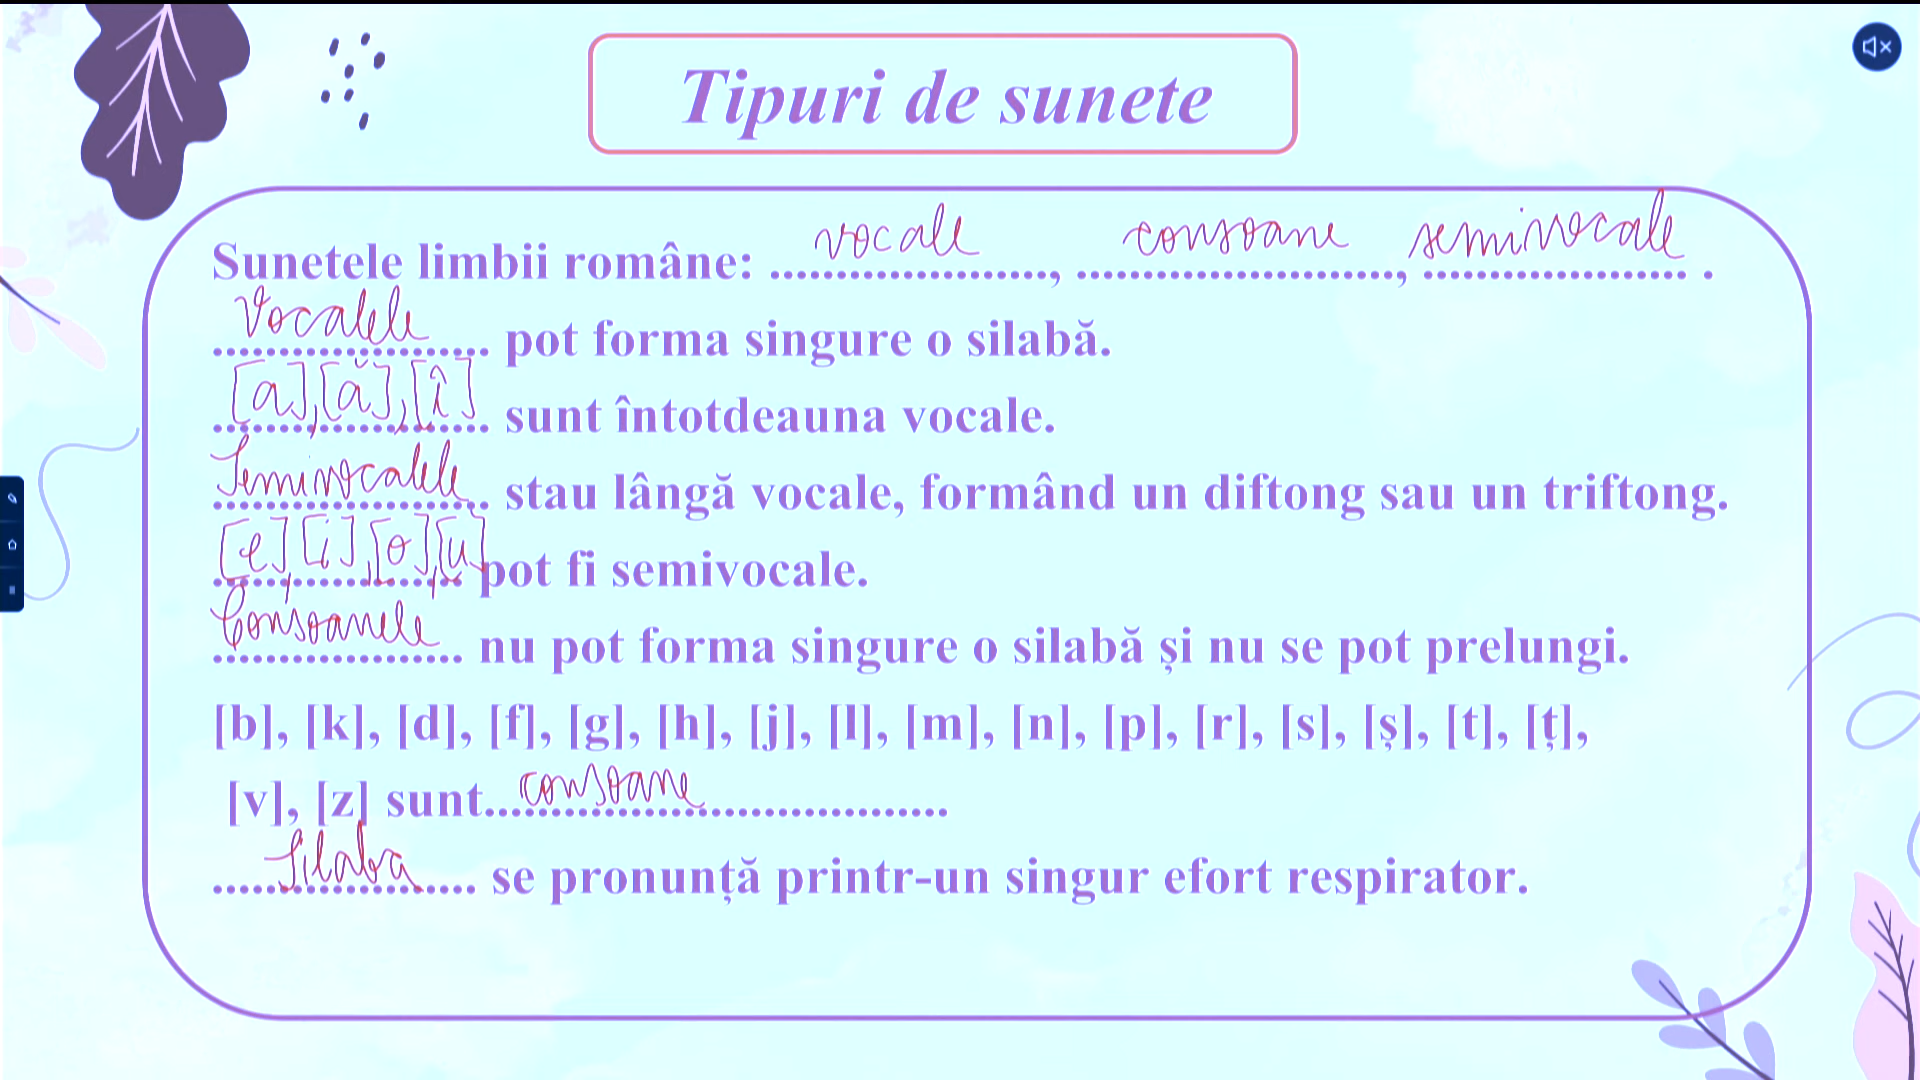 Tipuri de sunete
Sunetele limbii române: vocale, consoane, semivocale.
Vocalele pot forma singure o silabă.
[a],[ă],[î] sunt întotdeauna vocale.
Semivocalele stau lângă vocale, formând un diftong sau un triftong.
[e],[i],[o],[u] pot fi semivocale.
Consoanele nu pot forma singure o silabă și nu se pot prelungi.
[b], [k], [d], [f], [g], [h], [j], [l], [m], [n], [p], [r], [s], [ș], [t], [ț],
[v], [z] sunt consoane
Silaba se pronunță printr-un singur efort respirator.